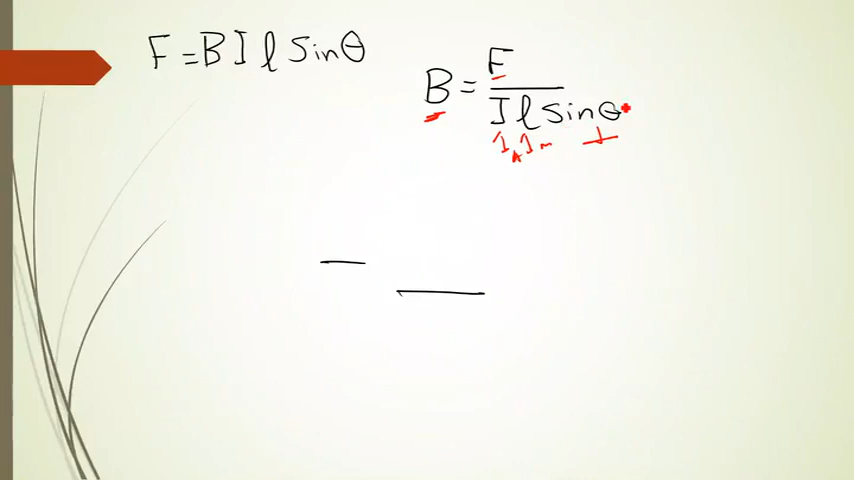 F = B I l Sinθ
B = F / I l Sinθ
1 A 1 m ⊥